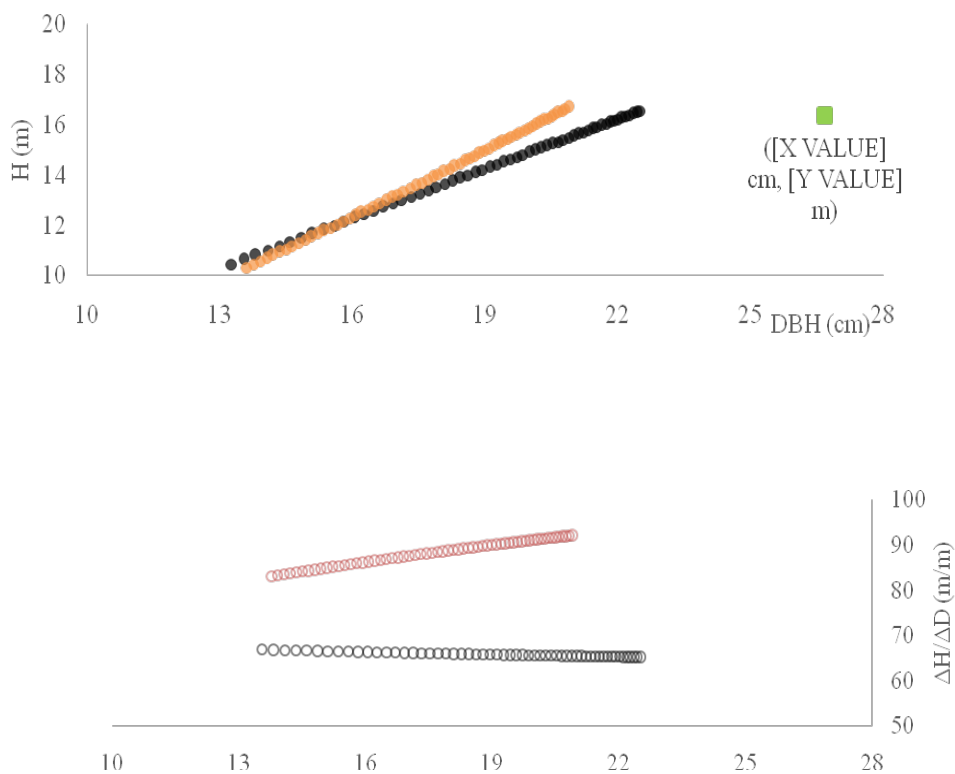 20
18
16
14
12
10
H (m)
([X VALUE]
cm, [Y VALUE]
m)
10 13 16 19 22 25 28
DBH (cm)
100
90
80
70
60
50
ΔH/ΔD (m/m)
10 13 16 19 22 25 28